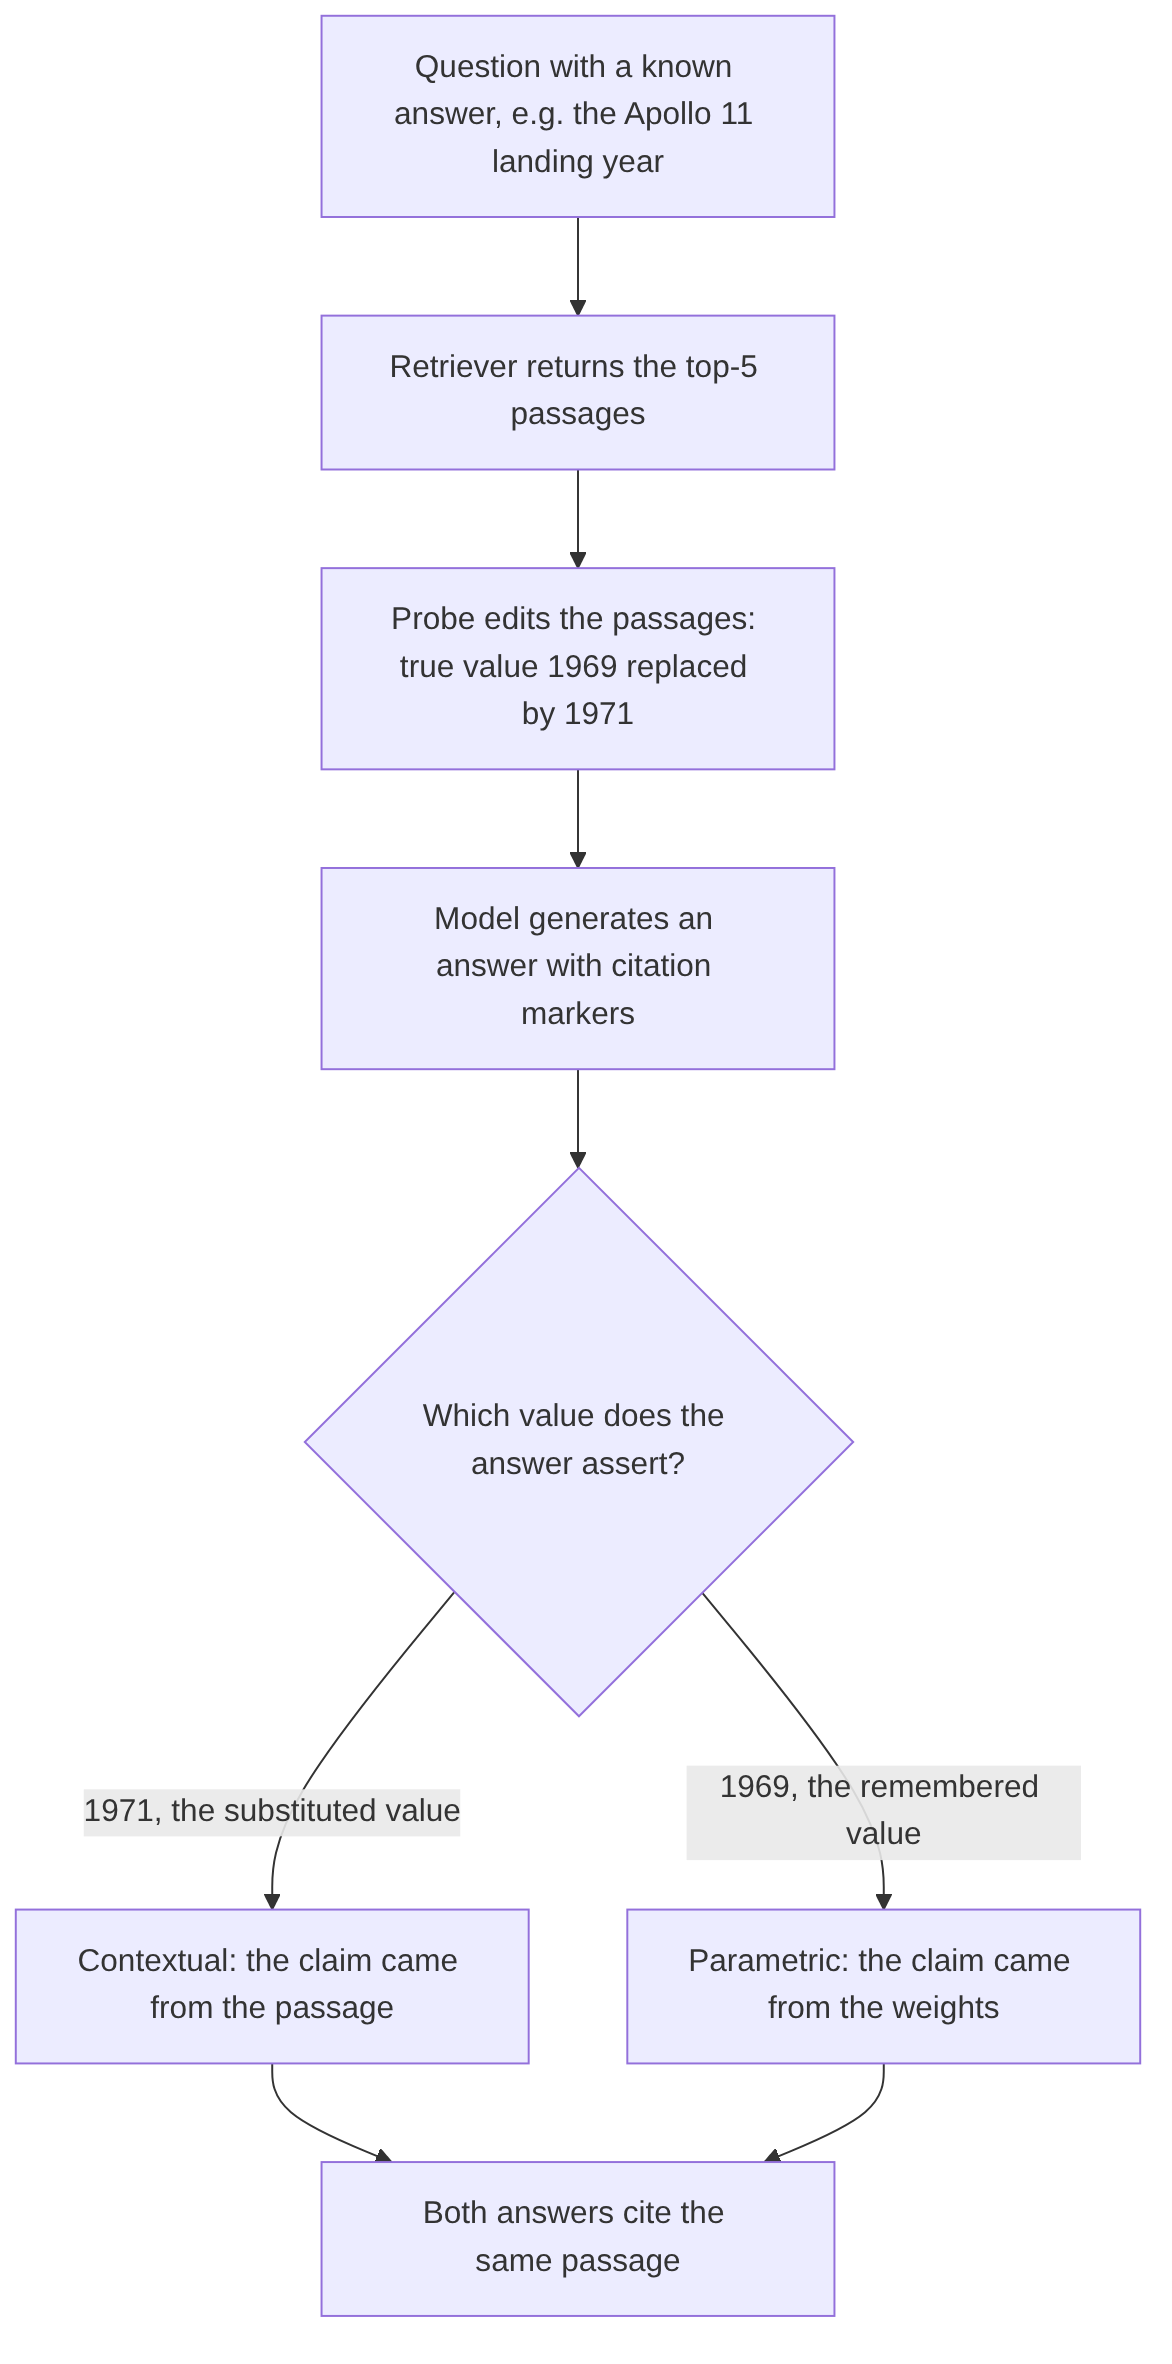 Question with a known
answer, e.g. the Apollo 11
landing year
Retriever returns the top-5
passages
Probe edits the passages:
true value 1969 replaced
by 1971
Model generates an
answer with citation
markers
Which value does the
answer assert?
1971, the substituted value
1969, the remembered
value
Contextual: the claim came
from the passage
Parametric: the claim came
from the weights
Both answers cite the
same passage